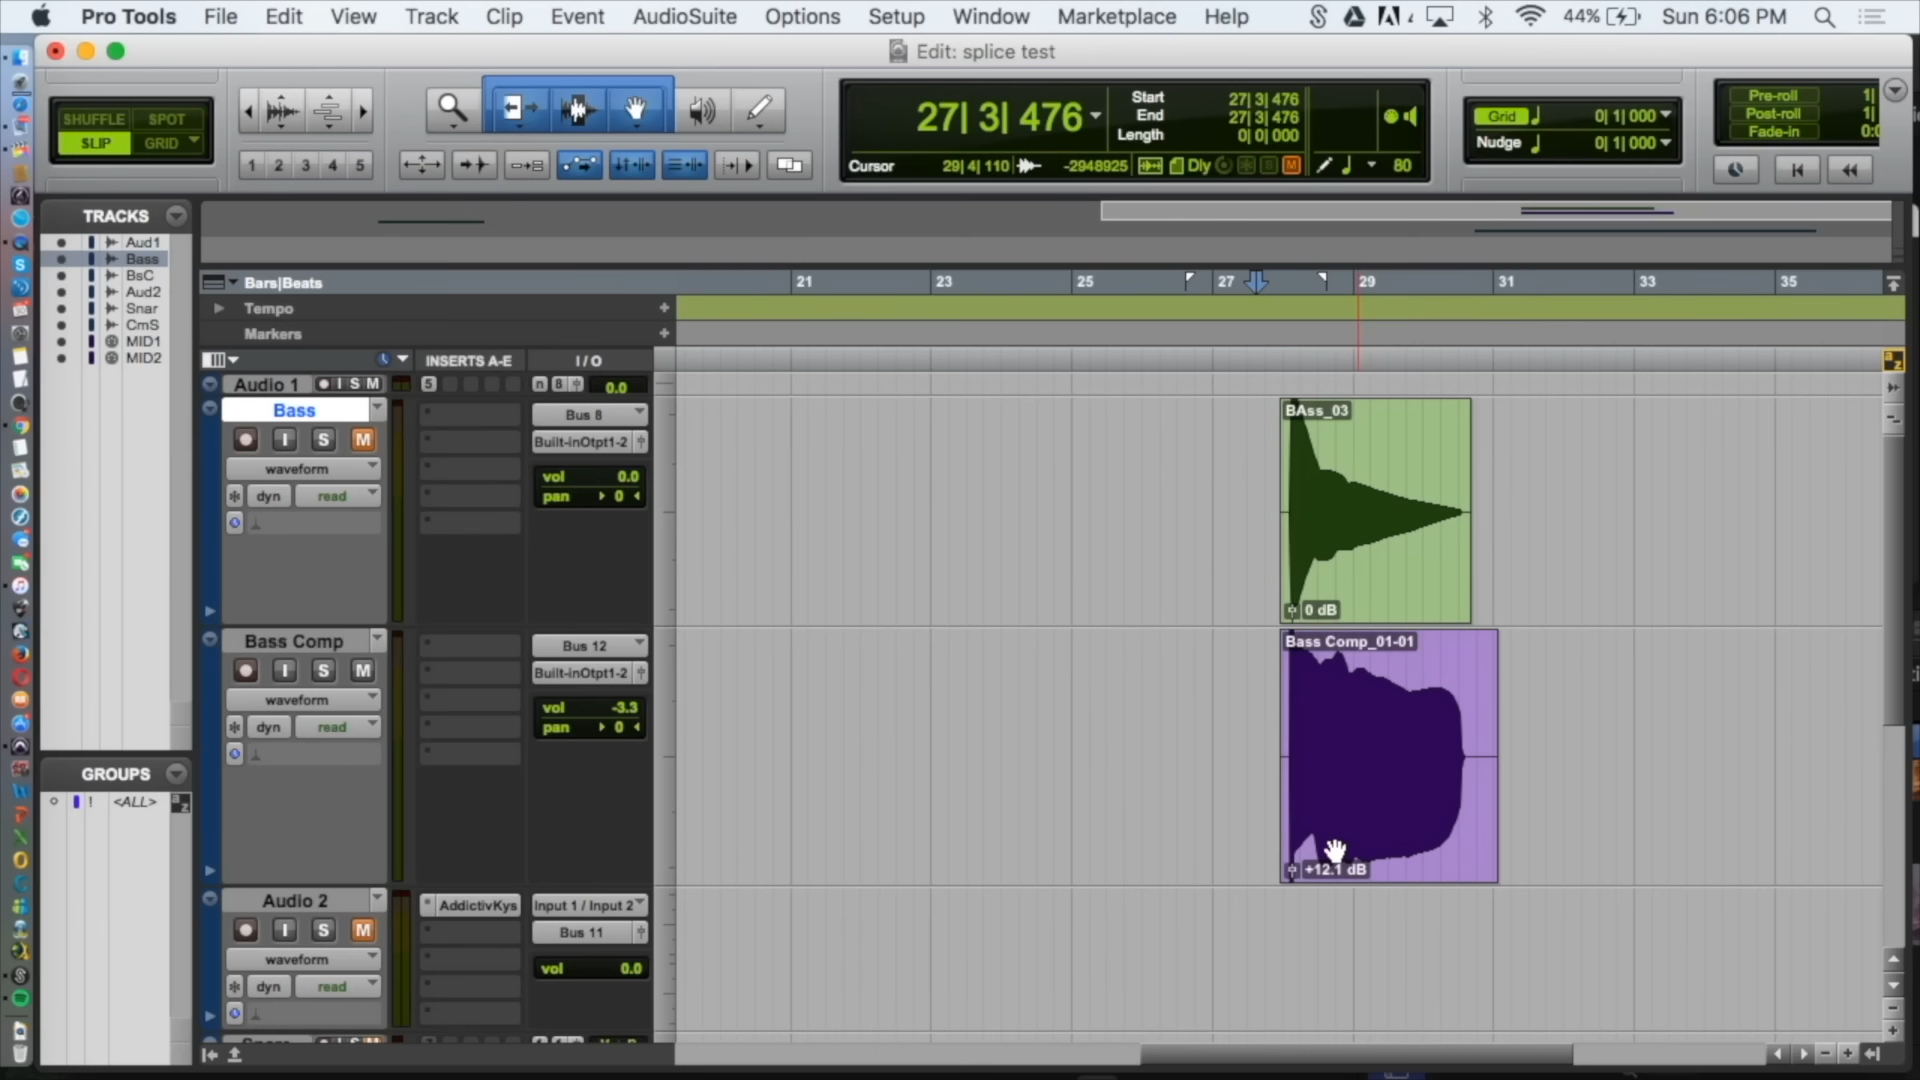 Pro Tools File Edit View Track Clip Event AudioSuite Options Setup Window Marketplace Help 44% Sun 6:06 PM
Edit: splice test
SHUFFLE SPOT
SLIP GRID
1 2 3 4 5
27| 3| 476
Start 27| 3| 476
End 27| 3| 476
Length 0| 0| 000
Cursor 29| 4| 110 -2948925 Dly S M 80
Grid 0| 1| 000
Nudge 0| 1| 000
Pre-roll 1|
Post-roll 1|
Fade-in
TRACKS
Aud1
Bass
BsC
Aud2
Snar
CmS
MID1
MID2
GROUPS
! <ALL> a z
Bars|Beats 21 23 25 27 29 31 33 35
Tempo
Markers
INSERTS A-E I / O
Audio 1 I S M 5 n 8 0.0
Bass
I S M
waveform
dyn read
Bus 8
Built-inOtpt1-2
vol 0.0
pan 0
BAss_03
0 dB
Bass Comp
I S M
waveform
dyn read
Bus 12
Built-inOtpt1-2
vol -3.3
pan 0
Bass Comp_01-01
+12.1 dB
Audio 2
I S M
waveform
dyn read
AddictivKys
Input 1 / Input 2
Bus 11
vol 0.0